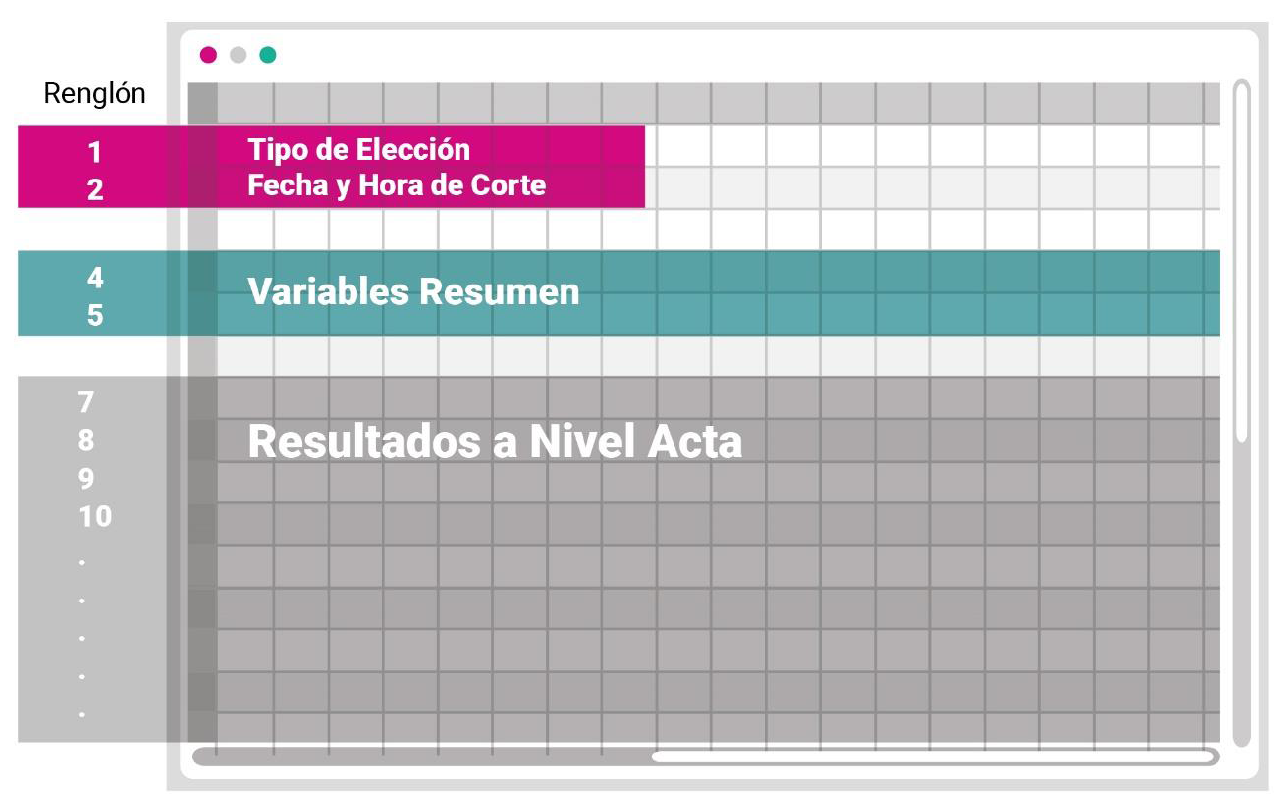 Renglón
1 Tipo de Elección
2 Fecha y Hora de Corte
4
Variables Resumen
5
7
8 Resultados a Nivel Acta
9
10
.
.
.
.
.